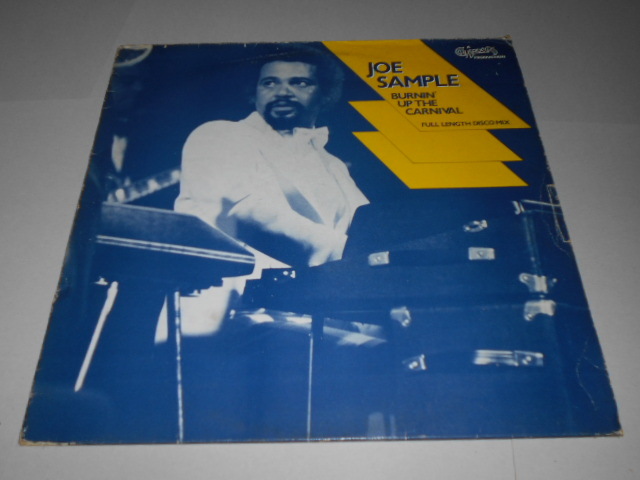 JOE
SAMPLE
BURNIN'
UP THE
CARNIVAL
FULL LENGTH DISCO MIX